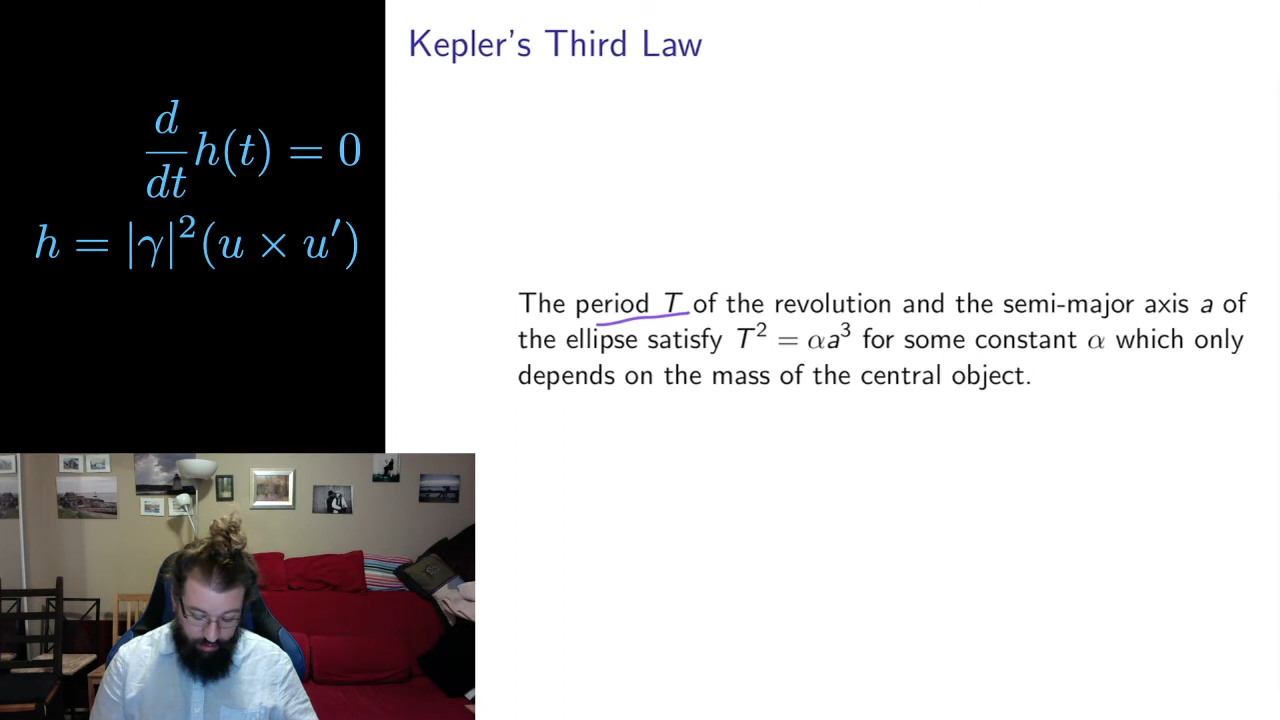 Kepler's Third Law
d/dt h(t) = 0
h = |γ|²(u × u′)
The period T of the revolution and the semi-major axis a of
the ellipse satisfy T² = αa³ for some constant α which only
depends on the mass of the central object.